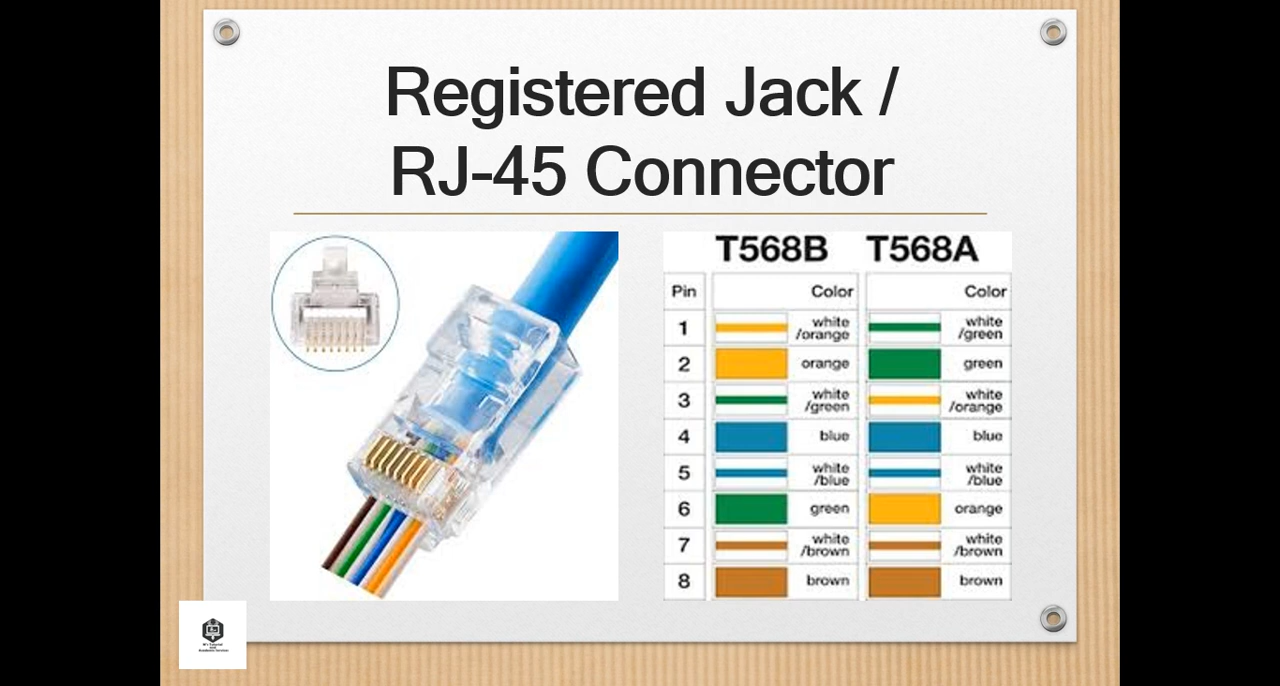 Registered Jack /
RJ-45 Connector
T568B T568A
Pin Color Color
1 white/orange white/green
2 orange green
3 white/green white/orange
4 blue blue
5 white/blue white/blue
6 green orange
7 white/brown white/brown
8 brown brown